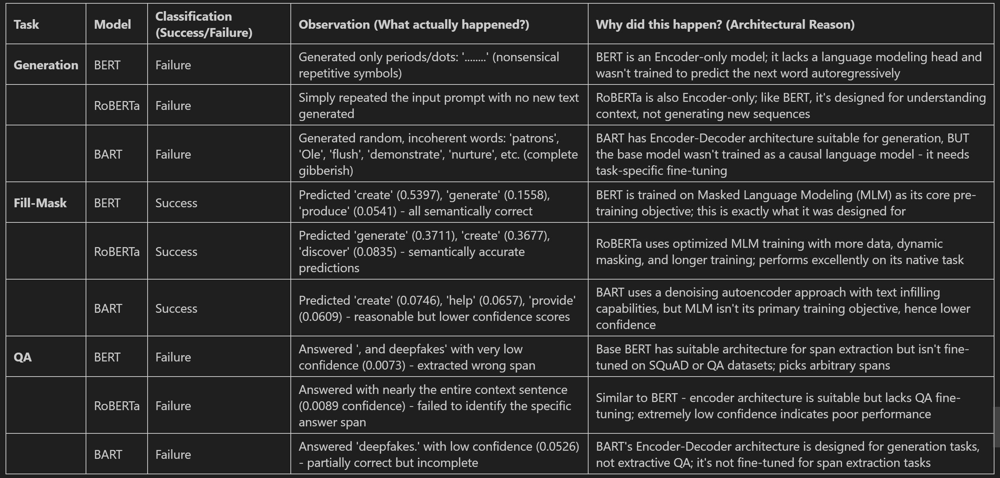 Task
Model
Classification
(Success/Failure)
Observation (What actually happened?)
Why did this happen? (Architectural Reason)
Generation
BERT
Failure
Generated only periods/dots: '........' (nonsensical
repetitive symbols)
BERT is an Encoder-only model; it lacks a language modeling head and
wasn't trained to predict the next word autoregressively
RoBERTa
Failure
Simply repeated the input prompt with no new text
generated
RoBERTa is also Encoder-only; like BERT, it's designed for understanding
context, not generating new sequences
BART
Failure
Generated random, incoherent words: 'patrons',
'Ole', 'flush', 'demonstrate', 'nurture', etc. (complete
gibberish)
BART has Encoder-Decoder architecture suitable for generation, BUT
the base model wasn't trained as a causal language model - it needs
task-specific fine-tuning
Fill-Mask
BERT
Success
Predicted 'create' (0.5397), 'generate' (0.1558),
'produce' (0.0541) - all semantically correct
BERT is trained on Masked Language Modeling (MLM) as its core pre-
training objective; this is exactly what it was designed for
RoBERTa
Success
Predicted 'generate' (0.3711), 'create' (0.3677),
'discover' (0.0835) - semantically accurate
predictions
RoBERTa uses optimized MLM training with more data, dynamic
masking, and longer training; performs excellently on its native task
BART
Success
Predicted 'create' (0.0746), 'help' (0.0657), 'provide'
(0.0609) - reasonable but lower confidence scores
BART uses a denoising autoencoder approach with text infilling
capabilities, but MLM isn't its primary training objective, hence lower
confidence
QA
BERT
Failure
Answered ', and deepfakes' with very low
confidence (0.0073) - extracted wrong span
Base BERT has suitable architecture for span extraction but isn't fine-
tuned on SQuAD or QA datasets; picks arbitrary spans
RoBERTa
Failure
Answered with nearly the entire context sentence
(0.0089 confidence) - failed to identify the specific
answer span
Similar to BERT - encoder architecture is suitable but lacks QA fine-
tuning; extremely low confidence indicates poor performance
BART
Failure
Answered 'deepfakes.' with low confidence (0.0526)
- partially correct but incomplete
BART's Encoder-Decoder architecture is designed for generation tasks,
not extractive QA; it's not fine-tuned for span extraction tasks